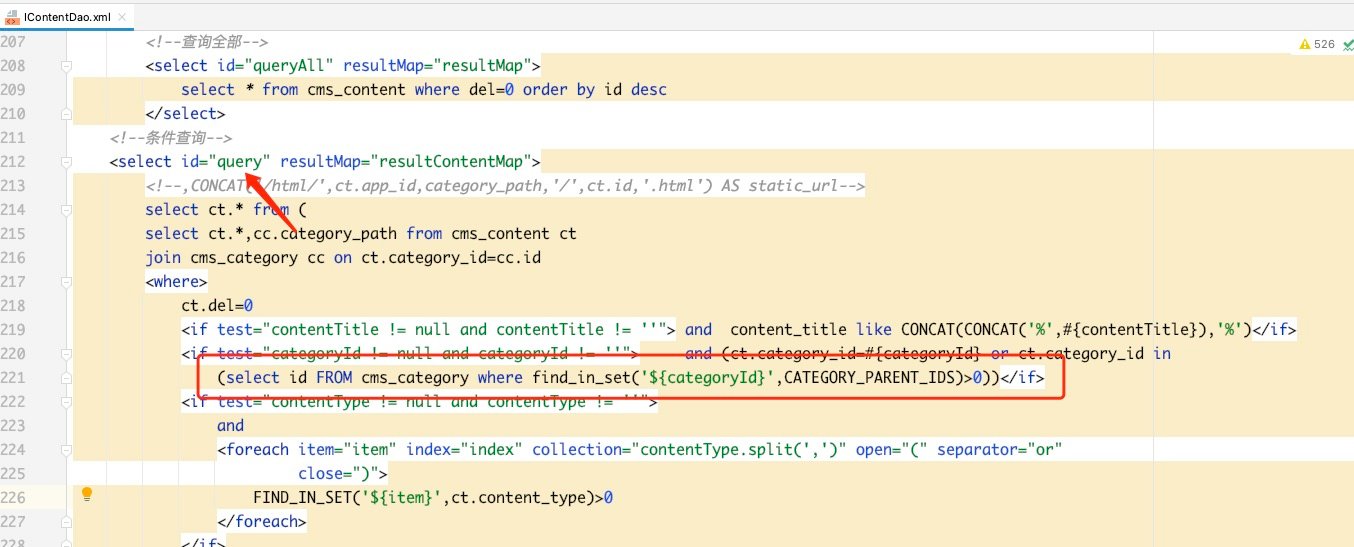 IContentDao.xml
526
207 <!--查询全部-->
208 <select id="queryAll" resultMap="resultMap">
209 select * from cms_content where del=0 order by id desc
210 </select>
211 <!--条件查询-->
212 <select id="query" resultMap="resultContentMap">
213 <!--,CONCAT('/html/',ct.app_id,category_path,'/',ct.id,'.html') AS static_url-->
214 select ct.* from (
215 select ct.*,cc.category_path from cms_content ct
216 join cms_category cc on ct.category_id=cc.id
217 <where>
218 ct.del=0
219 <if test="contentTitle != null and contentTitle != ''"> and  content_title like CONCAT(CONCAT('%',#{contentTitle}),'%')</if>
220 <if test="categoryId != null and categoryId != ''">     and (ct.category_id=#{categoryId} or ct.category_id in
221 (select id FROM cms_category where find_in_set('${categoryId}',CATEGORY_PARENT_IDS)>0))</if>
222 <if test="contentType != null and contentType != ''">
223 and
224 <foreach item="item" index="index" collection="contentType.split(',')" open="(" separator="or"
225 close=")">
226 FIND_IN_SET('${item}',ct.content_type)>0
227 </foreach>
228 </if>